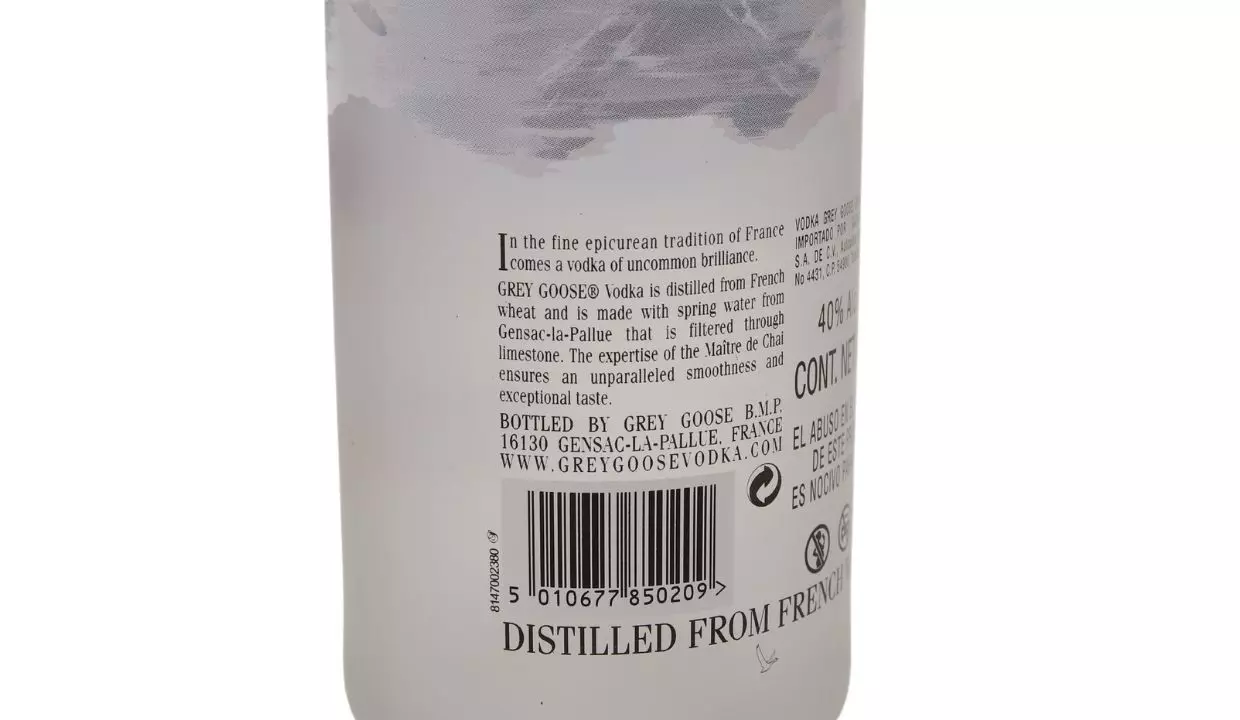 In the fine epicurean tradition of France
comes a vodka of uncommon brilliance.
GREY GOOSE® Vodka is distilled from French
wheat and is made with spring water from
Gensac-la-Pallue that is filtered through
limestone. The expertise of the Maître de Chai
ensures an unparalleled smoothness and
exceptional taste.
BOTTLED BY GREY GOOSE B.M.P.
16130 GENSAC-LA-PALLUE, FRANCE
WWW.GREYGOOSEVODKA.COM
8147002380
5 010677 850209 >
DISTILLED FROM FRENCH
VODKA GREY GOOSE
IMPORTADO POR
S.A. DE C.V.
No 4431, C.P.
40%
CONT.
EL ABUSO EN
DE ESTE
ES NOCIVO